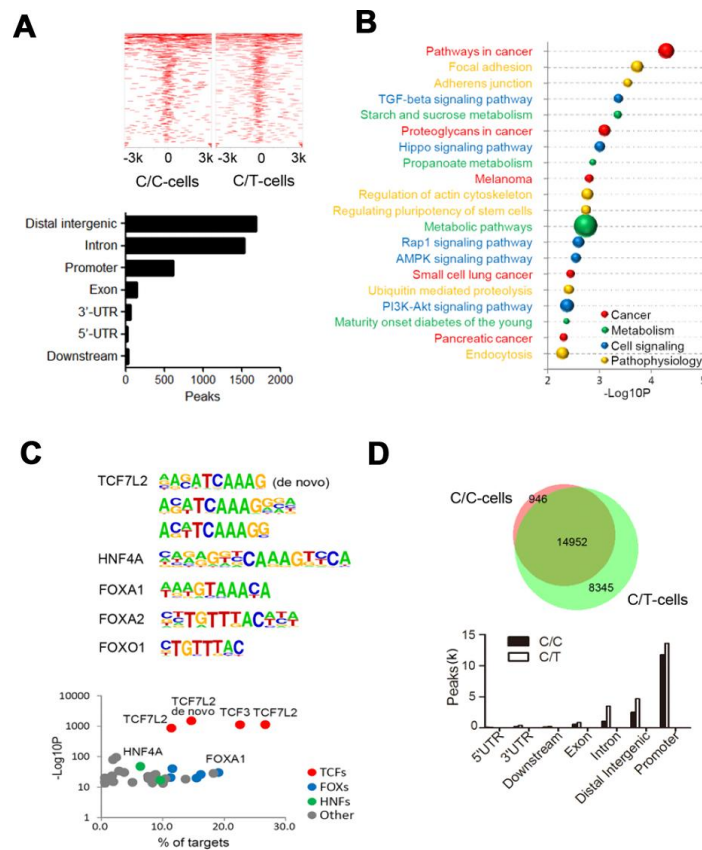 A
-3k 0 3k -3k 0 3k
C/C-cells C/T-cells
Distal intergenic
Intron
Promoter
Exon
3'-UTR
5'-UTR
Downstream
0 500 1000 1500 2000
Peaks
B
Pathways in cancer
Focal adhesion
Adherens junction
TGF-beta signaling pathway
Starch and sucrose metabolism
Proteoglycans in cancer
Hippo signaling pathway
Propanoate metabolism
Melanoma
Regulation of actin cytoskeleton
Regulating pluripotency of stem cells
Metabolic pathways
Rap1 signaling pathway
AMPK signaling pathway
Small cell lung cancer
Ubiquitin mediated proteolysis
PI3K-Akt signaling pathway
Maturity onset diabetes of the young
Pancreatic cancer
Endocytosis
Cancer
Metabolism
Cell signaling
Pathophysiology
2 3 4 5
-Log10P
C
TCF7L2 (de novo)
HNF4A
FOXA1
FOXA2
FOXO1
-Log10P
10000
1000
100
10
1
TCF7L2
TCF7L2
de novo
TCF3
TCF7L2
HNF4A
FOXA1
TCFs
FOXs
HNFs
Other
0.0 10.0 20.0 30.0
% of targets
D
C/C-cells
946
14952
8345
C/T-cells
C/C
C/T
Peaks(k)
15
10
5
0
5'UTR
3'UTR
Downstream
Exon
Intron
Distal Intergenic
Promoter